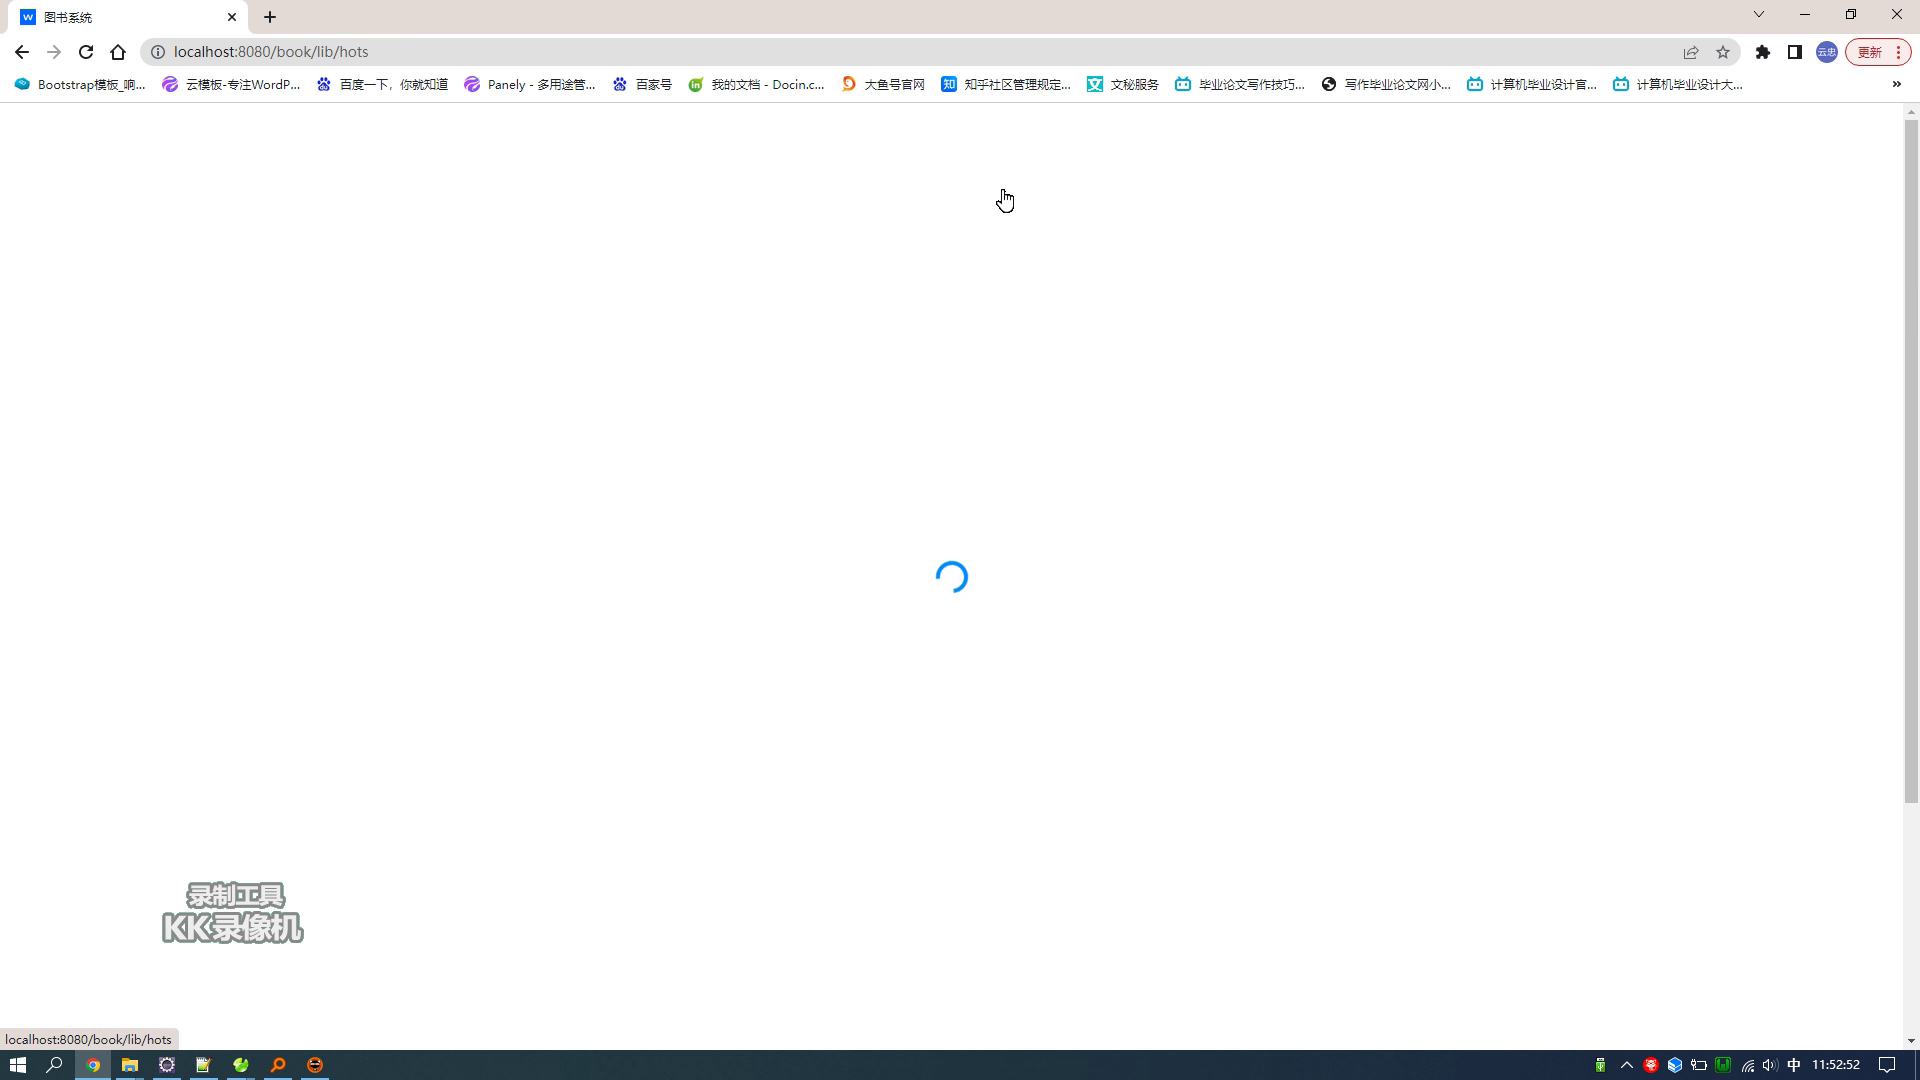 图书系统
localhost:8080/book/lib/hots
云忠
更新
Bootstrap模板_响...
云模板-专注WordP...
百度一下，你就知道
Panely - 多用途管...
百家号
我的文档 - Docin.c...
大鱼号官网
知乎社区管理规定...
文秘服务
毕业论文写作技巧...
写作毕业论文网小...
计算机毕业设计官...
计算机毕业设计大...
录制工具
KK录像机
localhost:8080/book/lib/hots
中
11:52:52